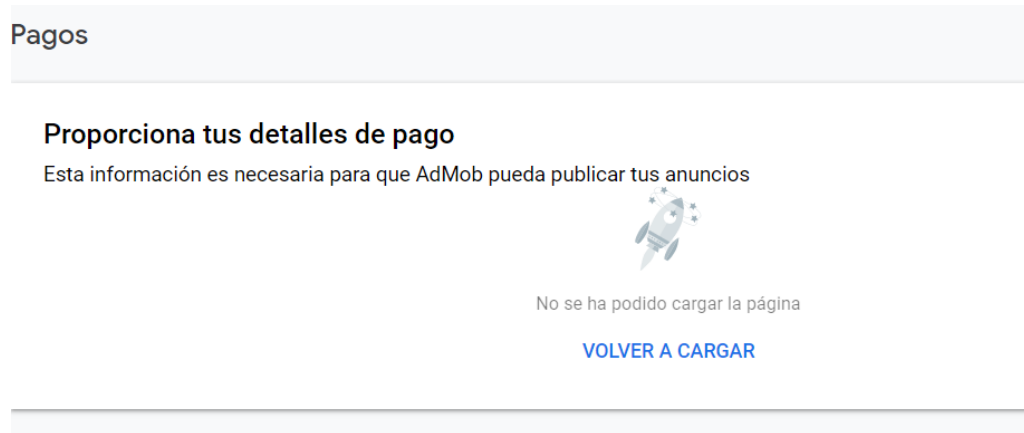 Pagos
Proporciona tus detalles de pago
Esta información es necesaria para que AdMob pueda publicar tus anuncios
No se ha podido cargar la página
VOLVER A CARGAR